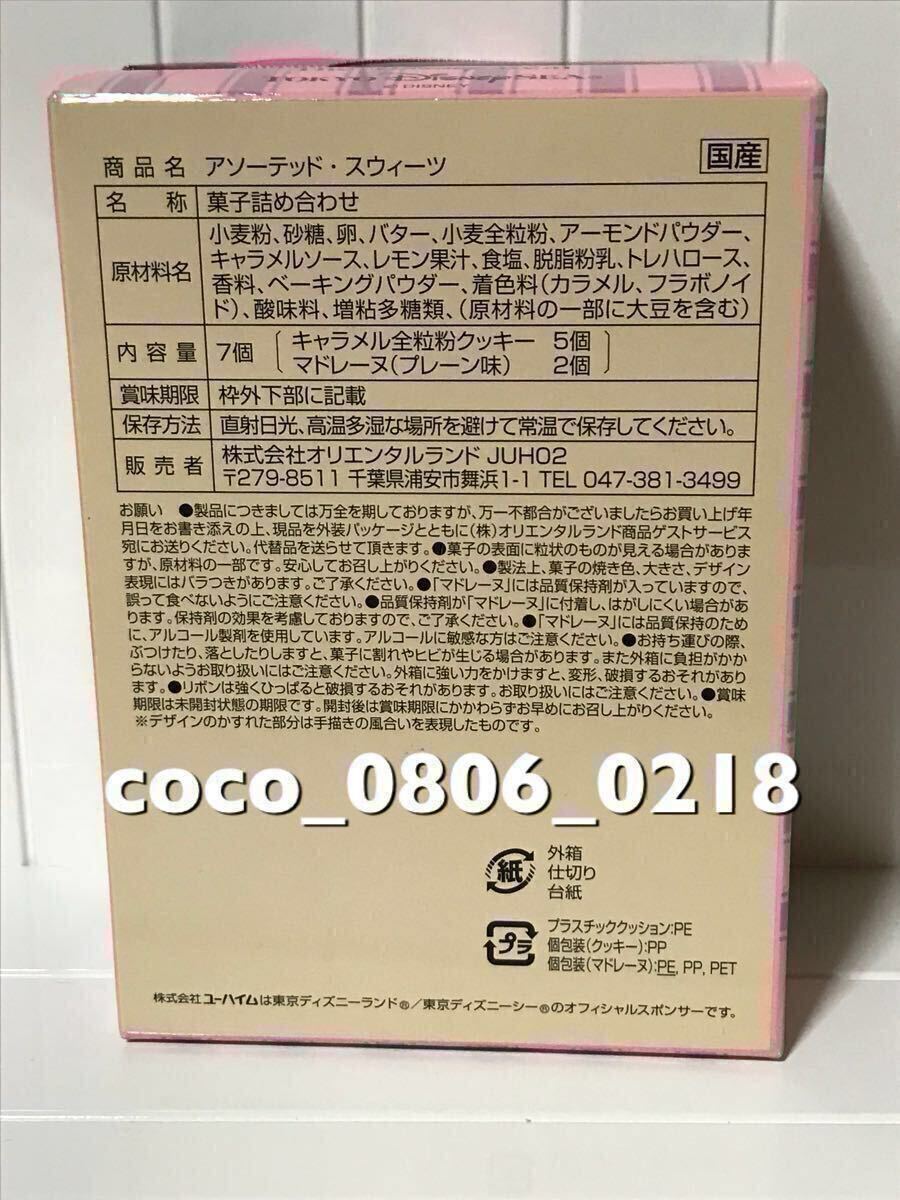 TOKYO DISNEY SEA®
DISNEY
商品名 アソーテッド・スウィーツ 国産
名 称 菓子詰め合わせ
原材料名 小麦粉、砂糖、卵、バター、小麦全粒粉、アーモンドパウダー、
キャラメルソース、レモン果汁、食塩、脱脂粉乳、トレハロース、
香料、ベーキングパウダー、着色料(カラメル、フラボノイ
ド)、酸味料、増粘多糖類、(原材料の一部に大豆を含む)
内容量 7個 キャラメル全粒粉クッキー 5個
マドレーヌ(プレーン味) 2個
賞味期限 枠外下部に記載
保存方法 直射日光、高温多湿な場所を避けて常温で保存してください。
販売者 株式会社オリエンタルランド JUH02
〒279-8511 千葉県浦安市舞浜1-1 TEL 047-381-3499
お願い ●製品につきましては万全を期しておりますが、万一不都合がございましたらお買い上げ年
月日をお書き添えの上、現品を外装パッケージとともに(株)オリエンタルランド商品ゲストサービス
宛にお送りください。代替品を送らせて頂きます。●菓子の表面に粒状のものが見える場合がありま
すが、原材料の一部です。安心してお召し上がりください。●製法上、菓子の焼き色、大きさ、デザイン
表現にはバラつきがあります。ご了承ください。●「マドレーヌ」には品質保持剤が入っていますので、
誤って食べないようにご注意ください。●品質保持剤が「マドレーヌ」に付着し、はがしにくい場合があ
ります。保持剤の効果を考慮しておりますので、ご了承ください。●「マドレーヌ」には品質保持のため
に、アルコール製剤を使用しています。アルコールに敏感な方はご注意ください。●お持ち運びの際、
ぶつけたり、落としたりしますと、菓子に割れやヒビが生じる場合があります。また外箱に負担がかか
らないようお取り扱いにはご注意ください。外箱に強い力をかけますと、変形、破損するおそれがありま
す。●リボンは強くひっぱると破損するおそれがあります。お取り扱いにはご注意ください。●賞味
期限は未開封状態の期限です。開封後は賞味期限にかかわらずお早めにお召し上がりください。
※デザインのかすれた部分は手描きの風合いを表現したものです。
coco_0806_0218
紙 外箱
仕切り
台紙
プラ プラスチッククッション:PE
個包装(クッキー):PP
個包装(マドレーヌ):PE, PP, PET
株式会社 ユーハイムは東京ディズニーランド®/東京ディズニーシー®のオフィシャルスポンサーです。